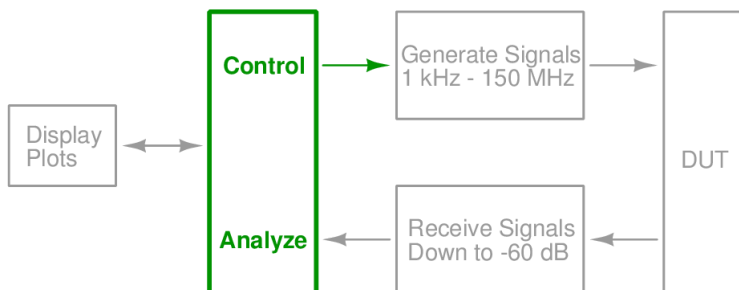 Control
Generate Signals
1 kHz - 150 MHz
Display
Plots
DUT
Analyze
Receive Signals
Down to -60 dB